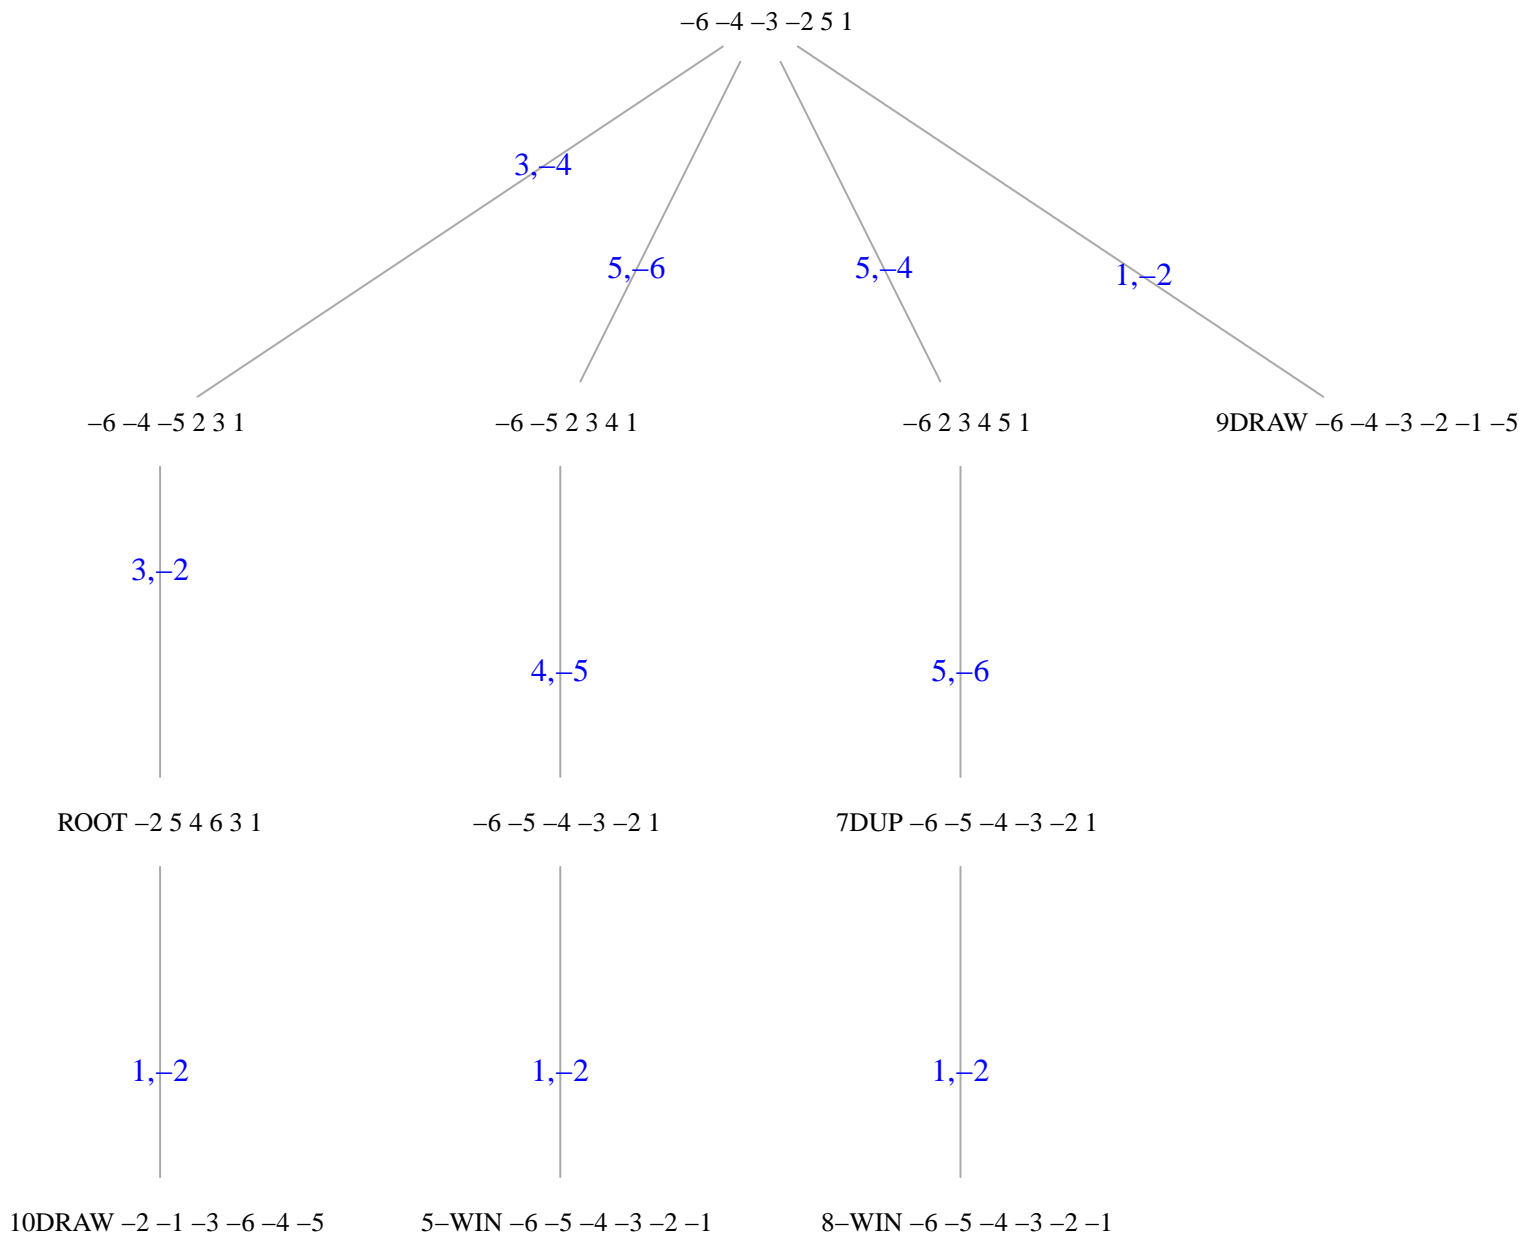 –6 –4 –3 –2 5 1
3,–4
5,–6
5,–4
1,–2
–6 –4 –5 2 3 1
–6 –5 2 3 4 1
–6 2 3 4 5 1
9DRAW –6 –4 –3 –2 –1 –5
3,–2
4,–5
5,–6
ROOT –2 5 4 6 3 1
–6 –5 –4 –3 –2 1
7DUP –6 –5 –4 –3 –2 1
1,–2
1,–2
1,–2
10DRAW –2 –1 –3 –6 –4 –5
5–WIN –6 –5 –4 –3 –2 –1
8–WIN –6 –5 –4 –3 –2 –1